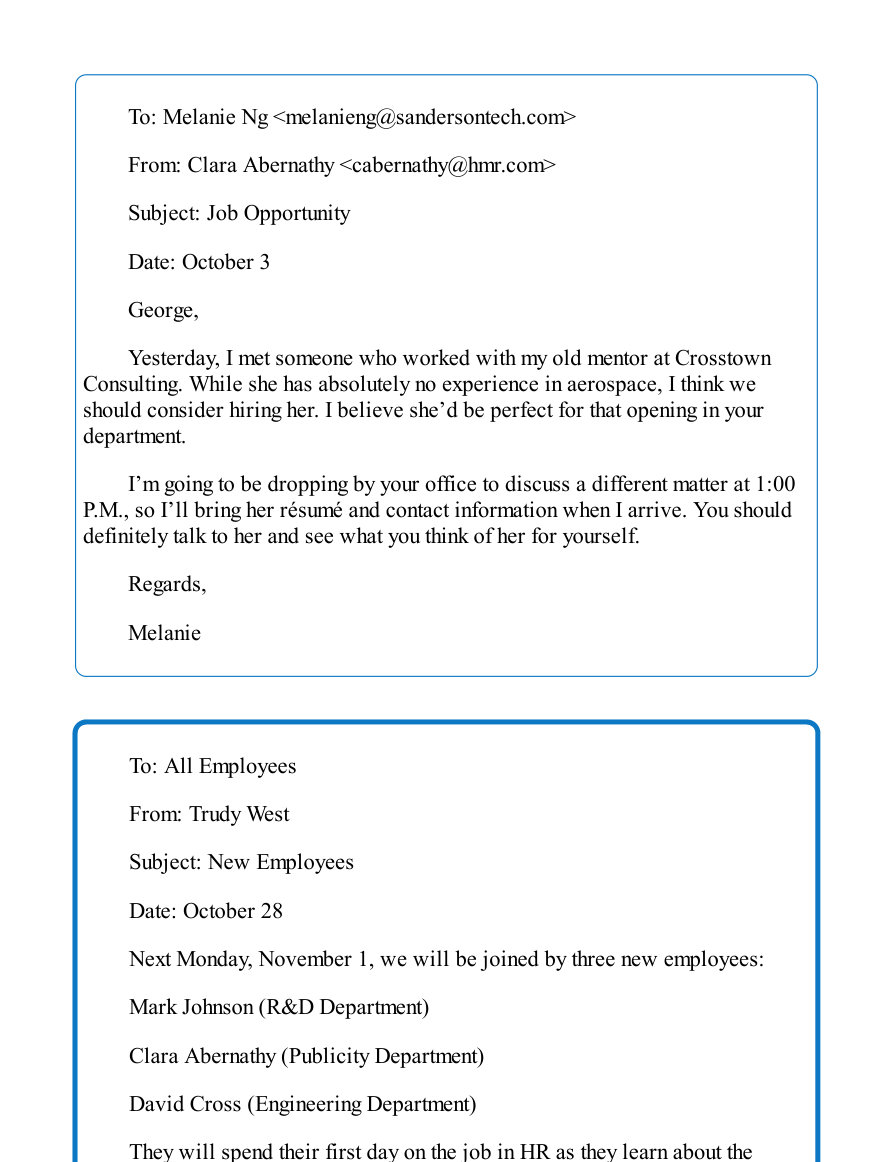 To: Melanie Ng <melanieng@sandersontech.com>
From: Clara Abernathy <cabernathy@hmr.com>
Subject: Job Opportunity
Date: October 3
George,
Yesterday, I met someone who worked with my old mentor at Crosstown
Consulting. While she has absolutely no experience in aerospace, I think we
should consider hiring her. I believe she’d be perfect for that opening in your
department.
I’m going to be dropping by your office to discuss a different matter at 1:00
P.M., so I’ll bring her résumé and contact information when I arrive. You should
definitely talk to her and see what you think of her for yourself.
Regards,
Melanie
To: All Employees
From: Trudy West
Subject: New Employees
Date: October 28
Next Monday, November 1, we will be joined by three new employees:
Mark Johnson (R&D Department)
Clara Abernathy (Publicity Department)
David Cross (Engineering Department)
They will spend their first day on the job in HR as they learn about the